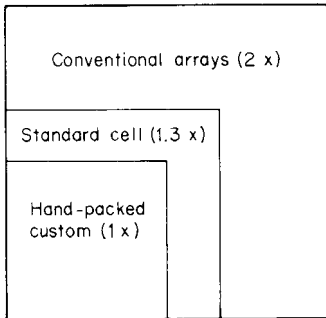 Conventional arrays (2 x)
Standard cell (1.3 x)
Hand-packed
custom (1 x)